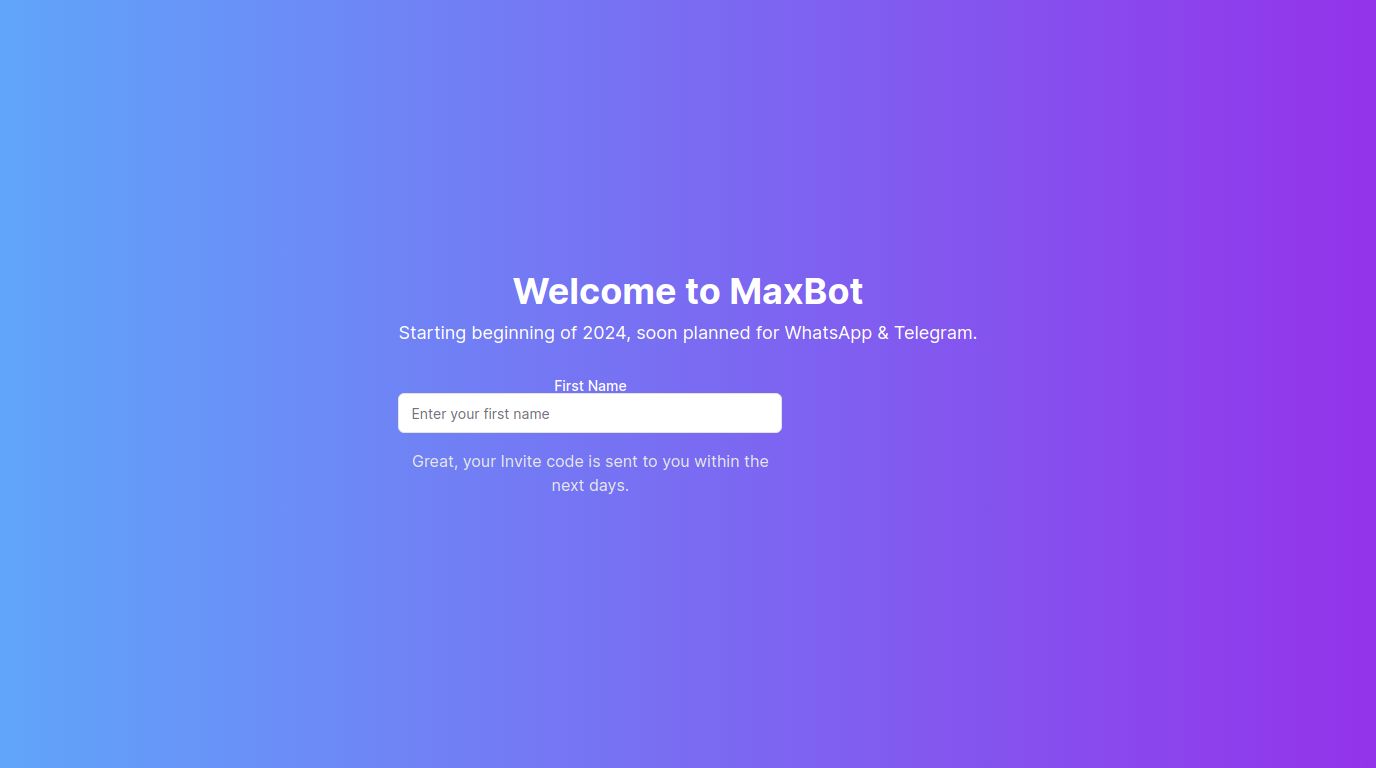 Welcome to MaxBot
Starting beginning of 2024, soon planned for WhatsApp & Telegram.
First Name
Enter your first name
Great, your Invite code is sent to you within the
next days.